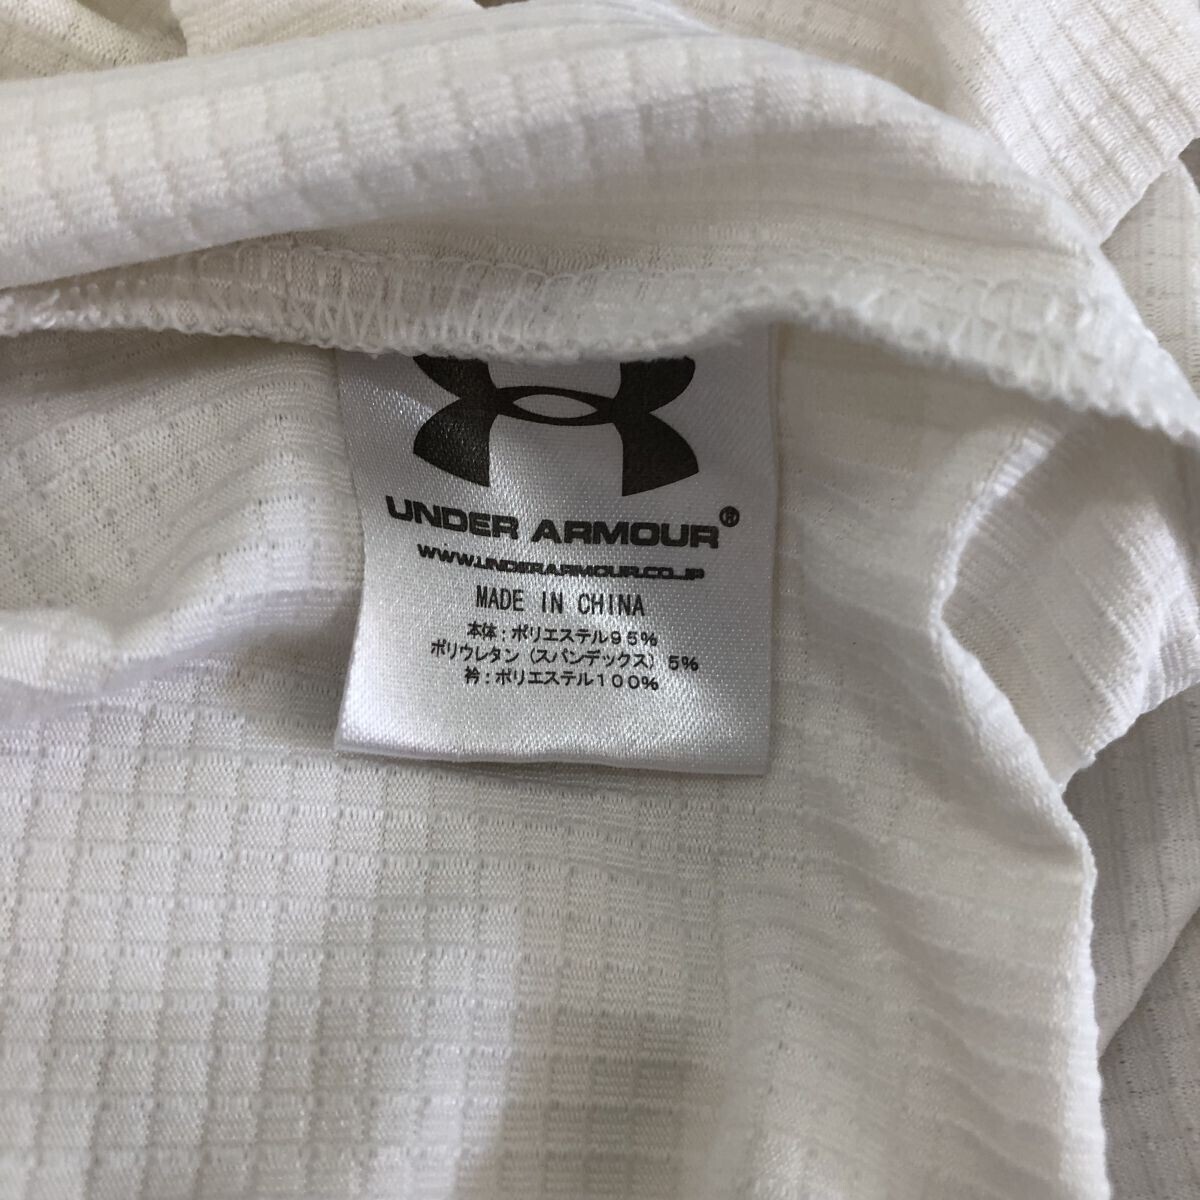 UNDER ARMOUR®
WWW.UNDERARMOUR.CO.JP
MADE IN CHINA
本体：ポリエステル９５％
ポリウレタン（スパンデックス）５％
衿：ポリエステル１００％